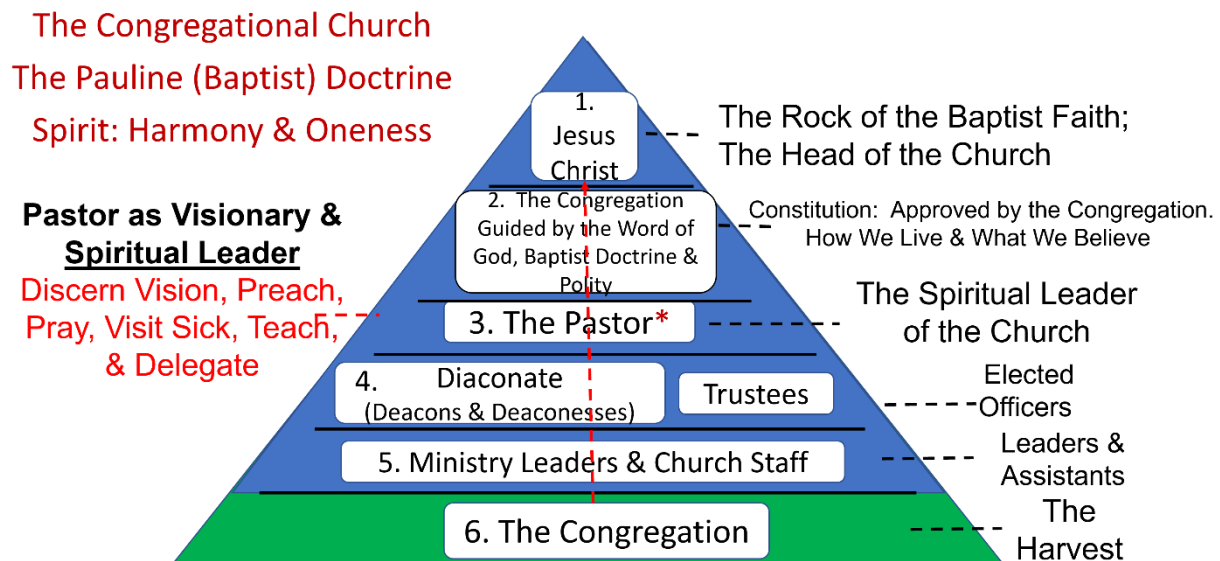 The Congregational Church
The Pauline (Baptist) Doctrine
Spirit: Harmony & Oneness
Pastor as Visionary &
Spiritual Leader
Discern Vision, Preach,
Pray, Visit Sick, Teach,
& Delegate
1.
Jesus
Christ
The Rock of the Baptist Faith;
The Head of the Church
2. The Congregation
Guided by the Word of
God, Baptist Doctrine &
Polity
Constitution: Approved by the Congregation.
How We Live & What We Believe
3. The Pastor*
The Spiritual Leader
of the Church
4. Diaconate
(Deacons & Deaconesses)
Trustees
Elected
Officers
5. Ministry Leaders & Church Staff
Leaders &
Assistants
6. The Congregation
The
Harvest